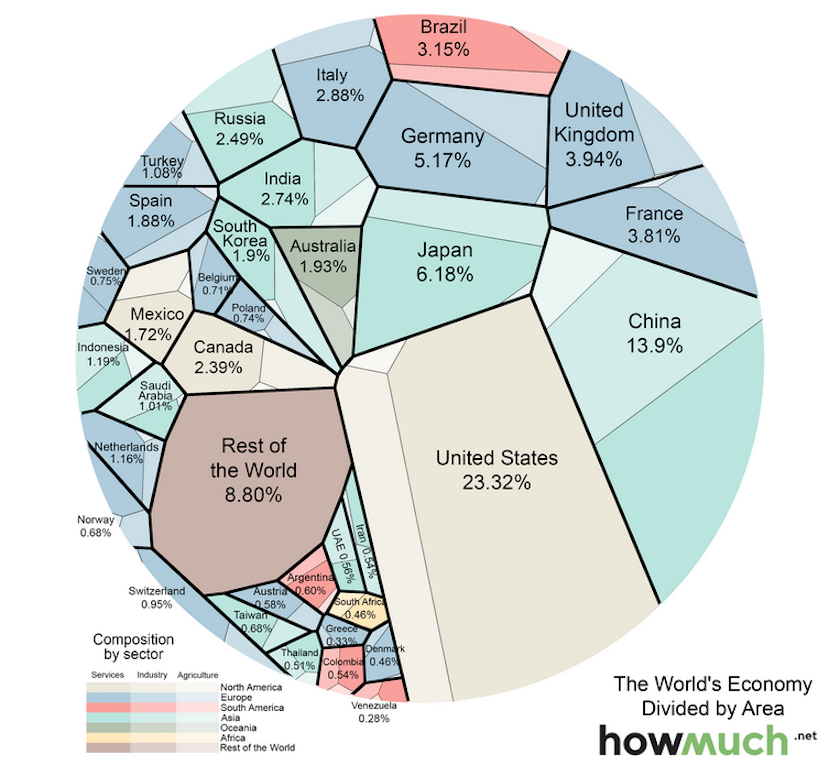 Brazil
3.15%
Italy
2.88%
United
Kingdom
3.94%
Russia
2.49%
Germany
5.17%
Turkey
1.08%
India
2.74%
Spain
1.88%
France
3.81%
South
Korea
1.9%
Australia
1.93%
Japan
6.18%
Sweden
0.75%
Belgium
0.71%
Poland
0.74%
Mexico
1.72%
China
13.9%
Indonesia
1.19%
Canada
2.39%
Saudi
Arabia
1.01%
Rest of
the World
8.80%
United States
23.32%
Netherlands
1.16%
Norway
0.68%
UAE 0.56%
Iran, 0.54%
Switzerland
0.95%
Austria
0.58%
Argentina
0.60%
South Africa
0.46%
Taiwan
0.68%
Greece
0.33%
Denmark
0.46%
Thailand
0.51%
Colombia
0.54%
Venezuela
0.28%
Composition
by sector
Services Industry Agriculture
North America
Europe
South America
Asia
Oceania
Africa
Rest of the World
The World's Economy
Divided by Area
howmuch.net